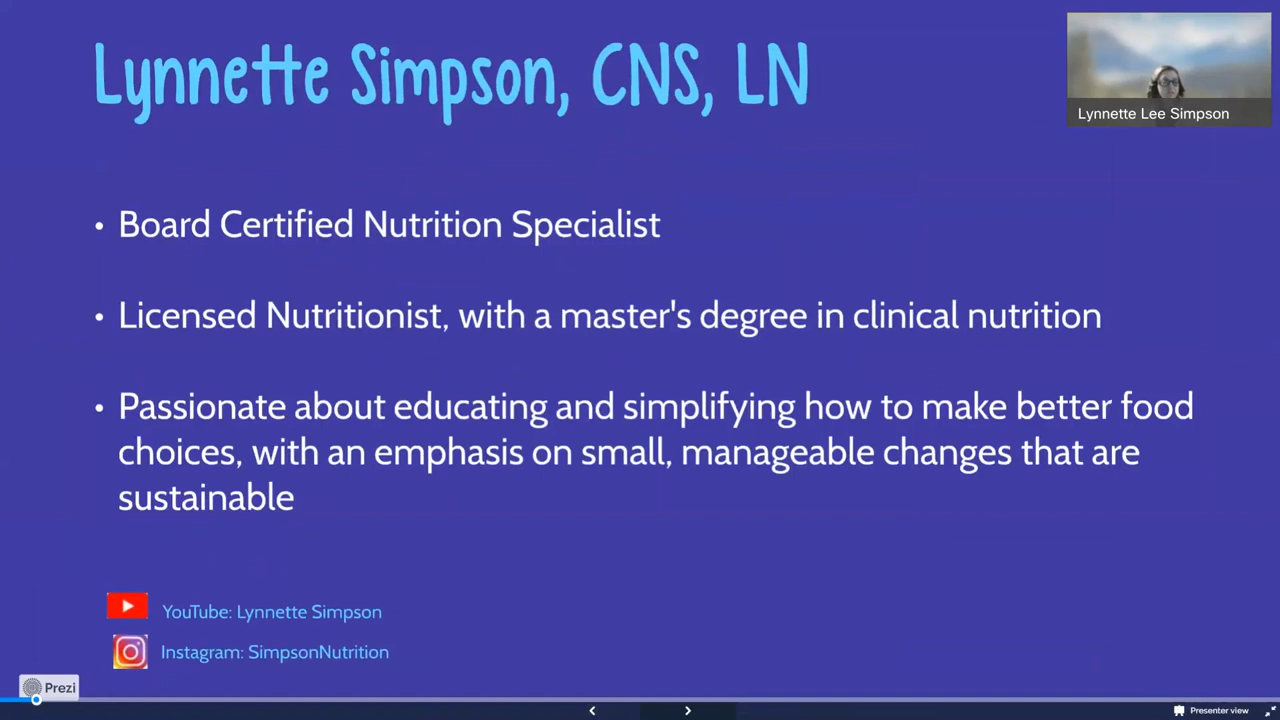 Lynnette Simpson, CNS, LN
Lynnette Lee Simpson
• Board Certified Nutrition Specialist
• Licensed Nutritionist, with a master's degree in clinical nutrition
• Passionate about educating and simplifying how to make better food
choices, with an emphasis on small, manageable changes that are
sustainable
YouTube: Lynnette Simpson
Instagram: SimpsonNutrition
Prezi
Presenter view